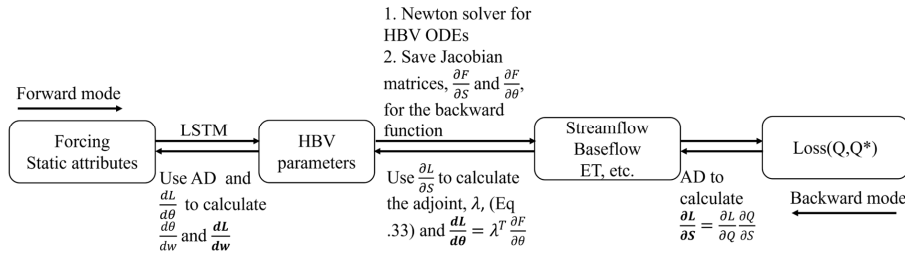 1. Newton solver for
HBV ODEs
2. Save Jacobian
matrices, ∂F/∂S and ∂F/∂θ,
for the backward
function
Forward mode
Forcing
Static attributes
LSTM
HBV
parameters
Streamflow
Baseflow
ET, etc.
Loss(Q,Q*)
Use AD and
dL/dθ to calculate
dθ/dw and dL/dw
Use ∂L/∂S to calculate
the adjoint, λ, (Eq
.33) and dL/dθ = λᵀ ∂F/∂θ
AD to
calculate
∂L/∂S = ∂L/∂Q ∂Q/∂S
Backward mode